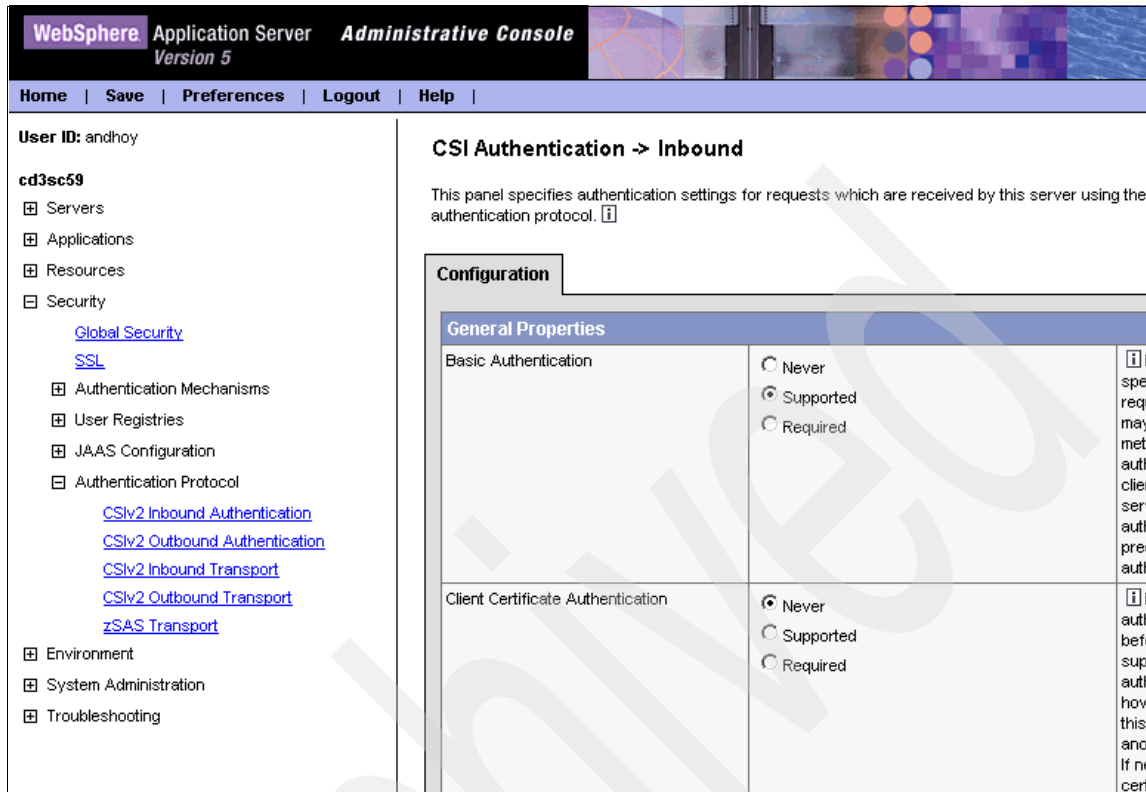 WebSphere Application Server Administrative Console
Version 5
Home | Save | Preferences | Logout | Help |
User ID: andhoy
cd3sc59
Servers
Applications
Resources
Security
Global Security
SSL
Authentication Mechanisms
User Registries
JAAS Configuration
Authentication Protocol
CSIv2 Inbound Authentication
CSIv2 Outbound Authentication
CSIv2 Inbound Transport
CSIv2 Outbound Transport
zSAS Transport
Environment
System Administration
Troubleshooting
CSI Authentication -> Inbound
This panel specifies authentication settings for requests which are received by this server using the
authentication protocol. i
Configuration
General Properties
Basic Authentication
Never
Supported
Required
i
Client Certificate Authentication
Never
Supported
Required
i
this